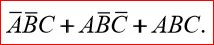 A̅B̅C + AB̅C̅ + ABC.